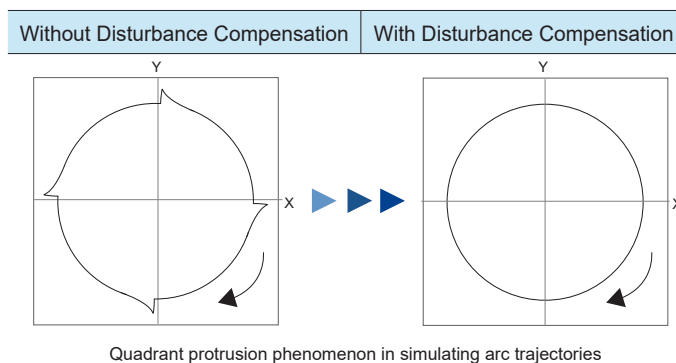 Without Disturbance Compensation
With Disturbance Compensation
Y
X
Y
X
Quadrant protrusion phenomenon in simulating arc trajectories